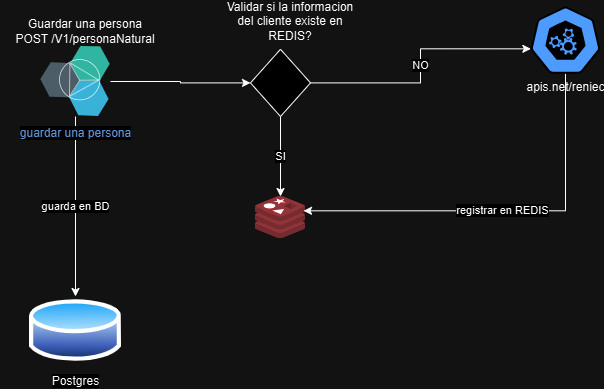 Guardar una persona
POST /V1/personaNatural
guardar una persona
Validar si la informacion
del cliente existe en
REDIS?
NO
apis.net/reniec
SI
guarda en BD
registrar en REDIS
Postgres